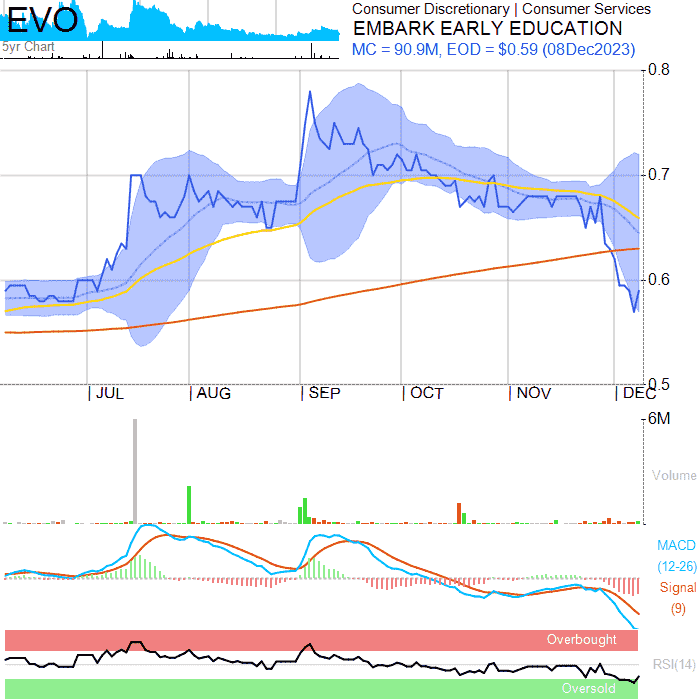 EVO
Consumer Discretionary | Consumer Services
EMBARK EARLY EDUCATION
MC = 90.9M, EOD = $0.59 (08Dec2023)
5yr Chart
0.8
0.7
0.6
0.5
JUL AUG SEP OCT NOV DEC
6M
Volume
MACD
(12-26)
Signal
(9)
Overbought
RSI(14)
Oversold